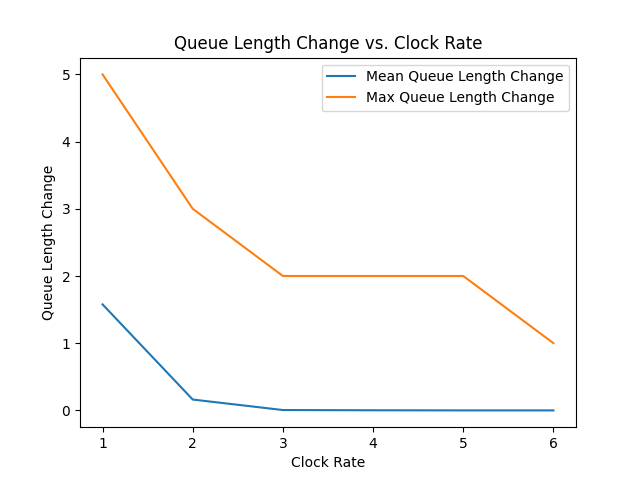 Queue Length Change vs. Clock Rate
Mean Queue Length Change
Max Queue Length Change
Queue Length Change
5
4
3
2
1
0
1 2 3 4 5 6
Clock Rate